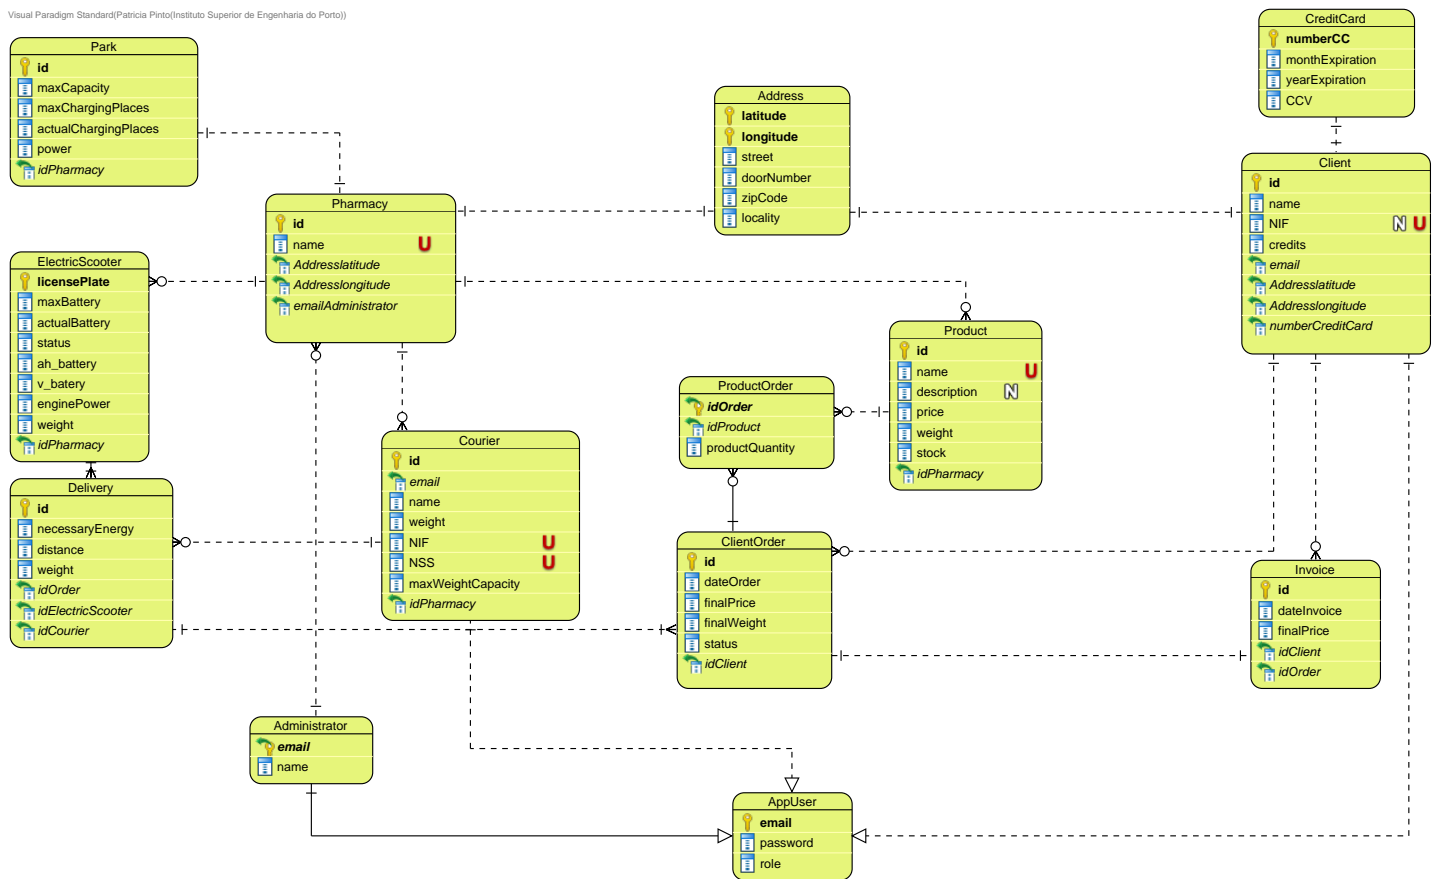 Visual Paradigm Standard(Patricia Pinto(Instituto Superior de Engenharia do Porto))
Park
id
maxCapacity
maxChargingPlaces
actualChargingPlaces
power
idPharmacy
Pharmacy
id
name U
Addresslatitude
Addresslongitude
emailAdministrator
Address
latitude
longitude
street
doorNumber
zipCode
locality
CreditCard
numberCC
monthExpiration
yearExpiration
CCV
Client
id
name
NIF N U
credits
email
Addresslatitude
Addresslongitude
numberCreditCard
ElectricScooter
licensePlate
maxBattery
actualBattery
status
ah_battery
v_batery
enginePower
weight
idPharmacy
Product
id
name U
description N
price
weight
stock
idPharmacy
ProductOrder
idOrder
idProduct
productQuantity
Courier
id
email
name
weight
NIF U
NSS U
maxWeightCapacity
idPharmacy
Delivery
id
necessaryEnergy
distance
weight
idOrder
idElectricScooter
idCourier
ClientOrder
id
dateOrder
finalPrice
finalWeight
status
idClient
Invoice
id
dateInvoice
finalPrice
idClient
idOrder
Administrator
email
name
AppUser
email
password
role